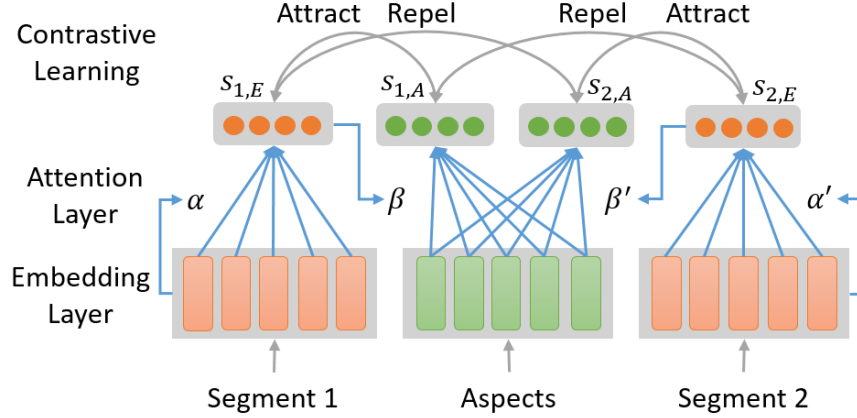 Attract Repel Repel Attract
Contrastive
Learning
s1,E s1,A s2,A s2,E
Attention
Layer
α β β′ α′
Embedding
Layer
Segment 1 Aspects Segment 2